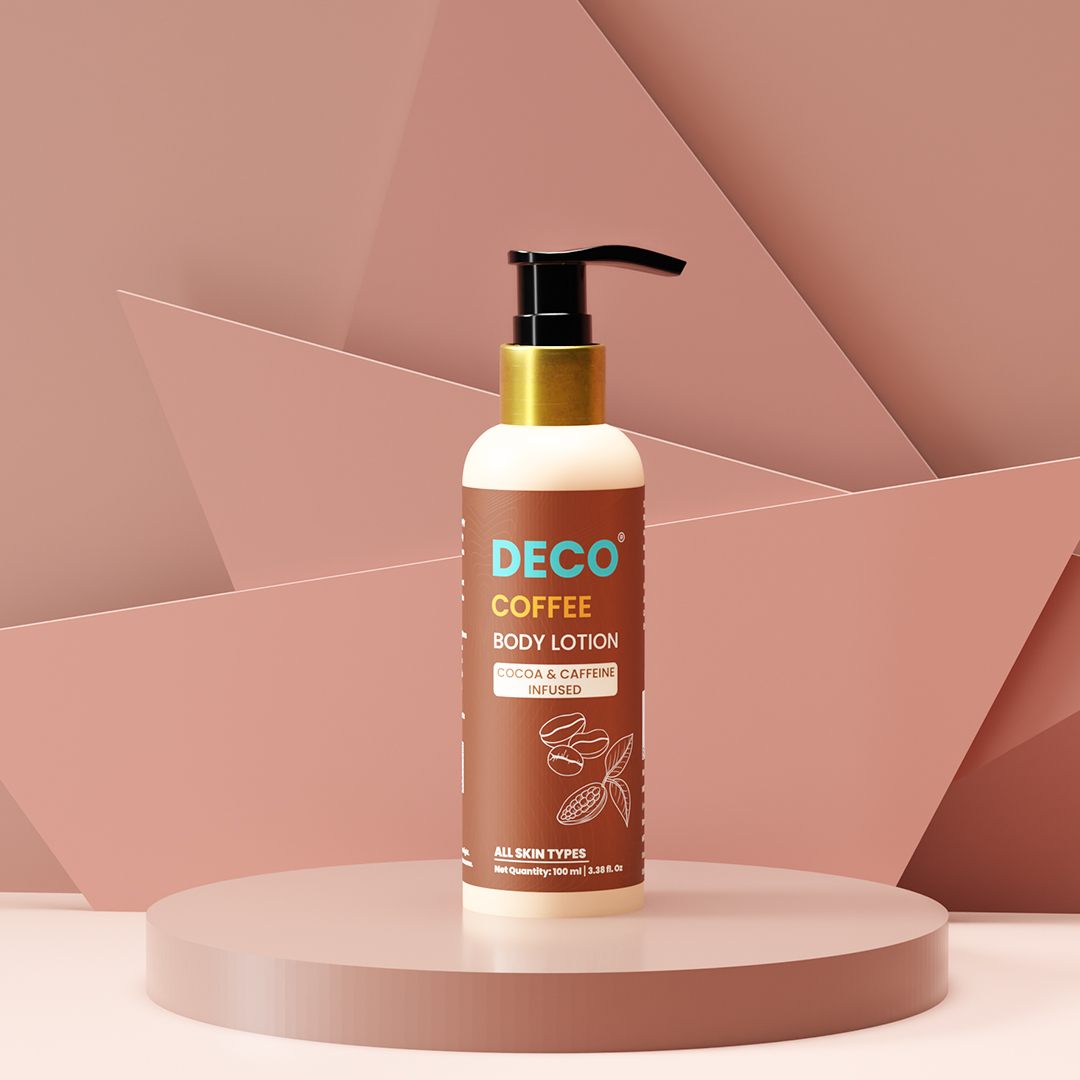 DECO®
COFFEE
BODY LOTION
COCOA & CAFFEINE
INFUSED
ALL SKIN TYPES
Net Quantity: 100 ml | 3.38 fl. Oz